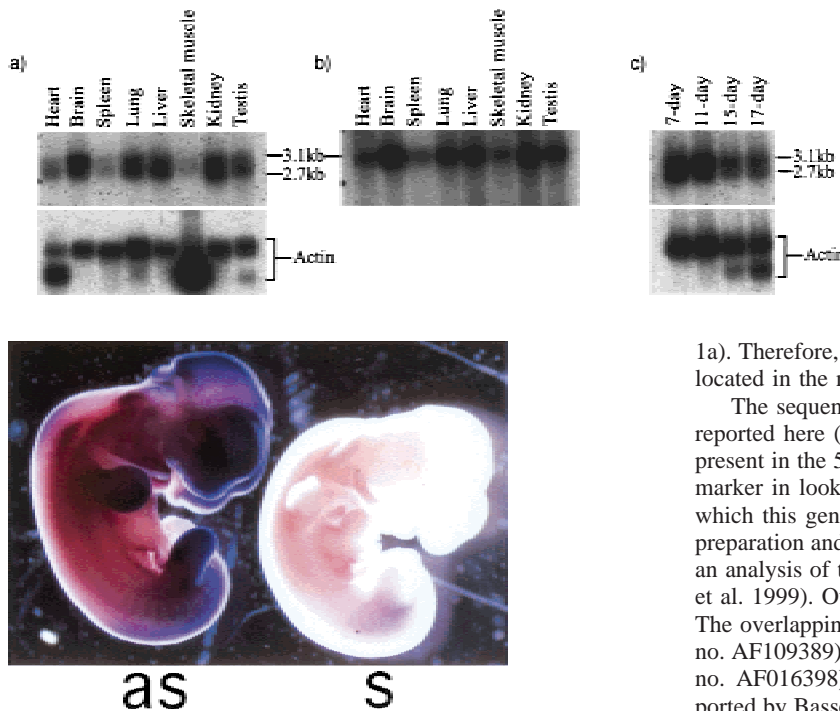 a)
Heart
Brain
Spleen
Lung
Liver
Skeletal muscle
Kidney
Testis
3.1kb
2.7kb
Actin
b)
Heart
Brain
Spleen
Lung
Liver
Skeletal muscle
Kidney
Testis
c)
7-day
11-day
15-day
17-day
3.1kb
2.7kb
Actin
as
s
1a). Therefore,
located in the
The sequen
reported here (
present in the 5
marker in look
which this gen
preparation and
an analysis of t
et al. 1999). O
The overlappin
no. AF109389)
no. AF016398
ported by Basse